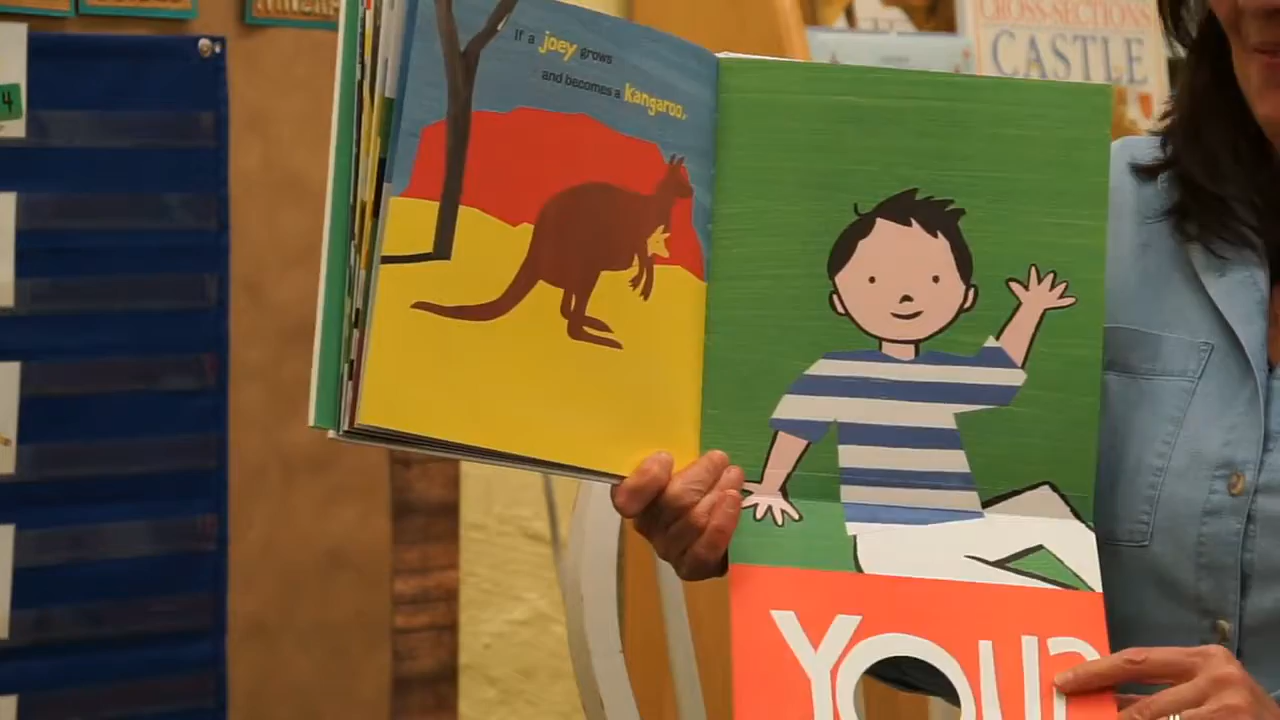 If a joey grows
and becomes a kangaroo,
YOU?
CROSS-SECTIONS
CASTLE
4